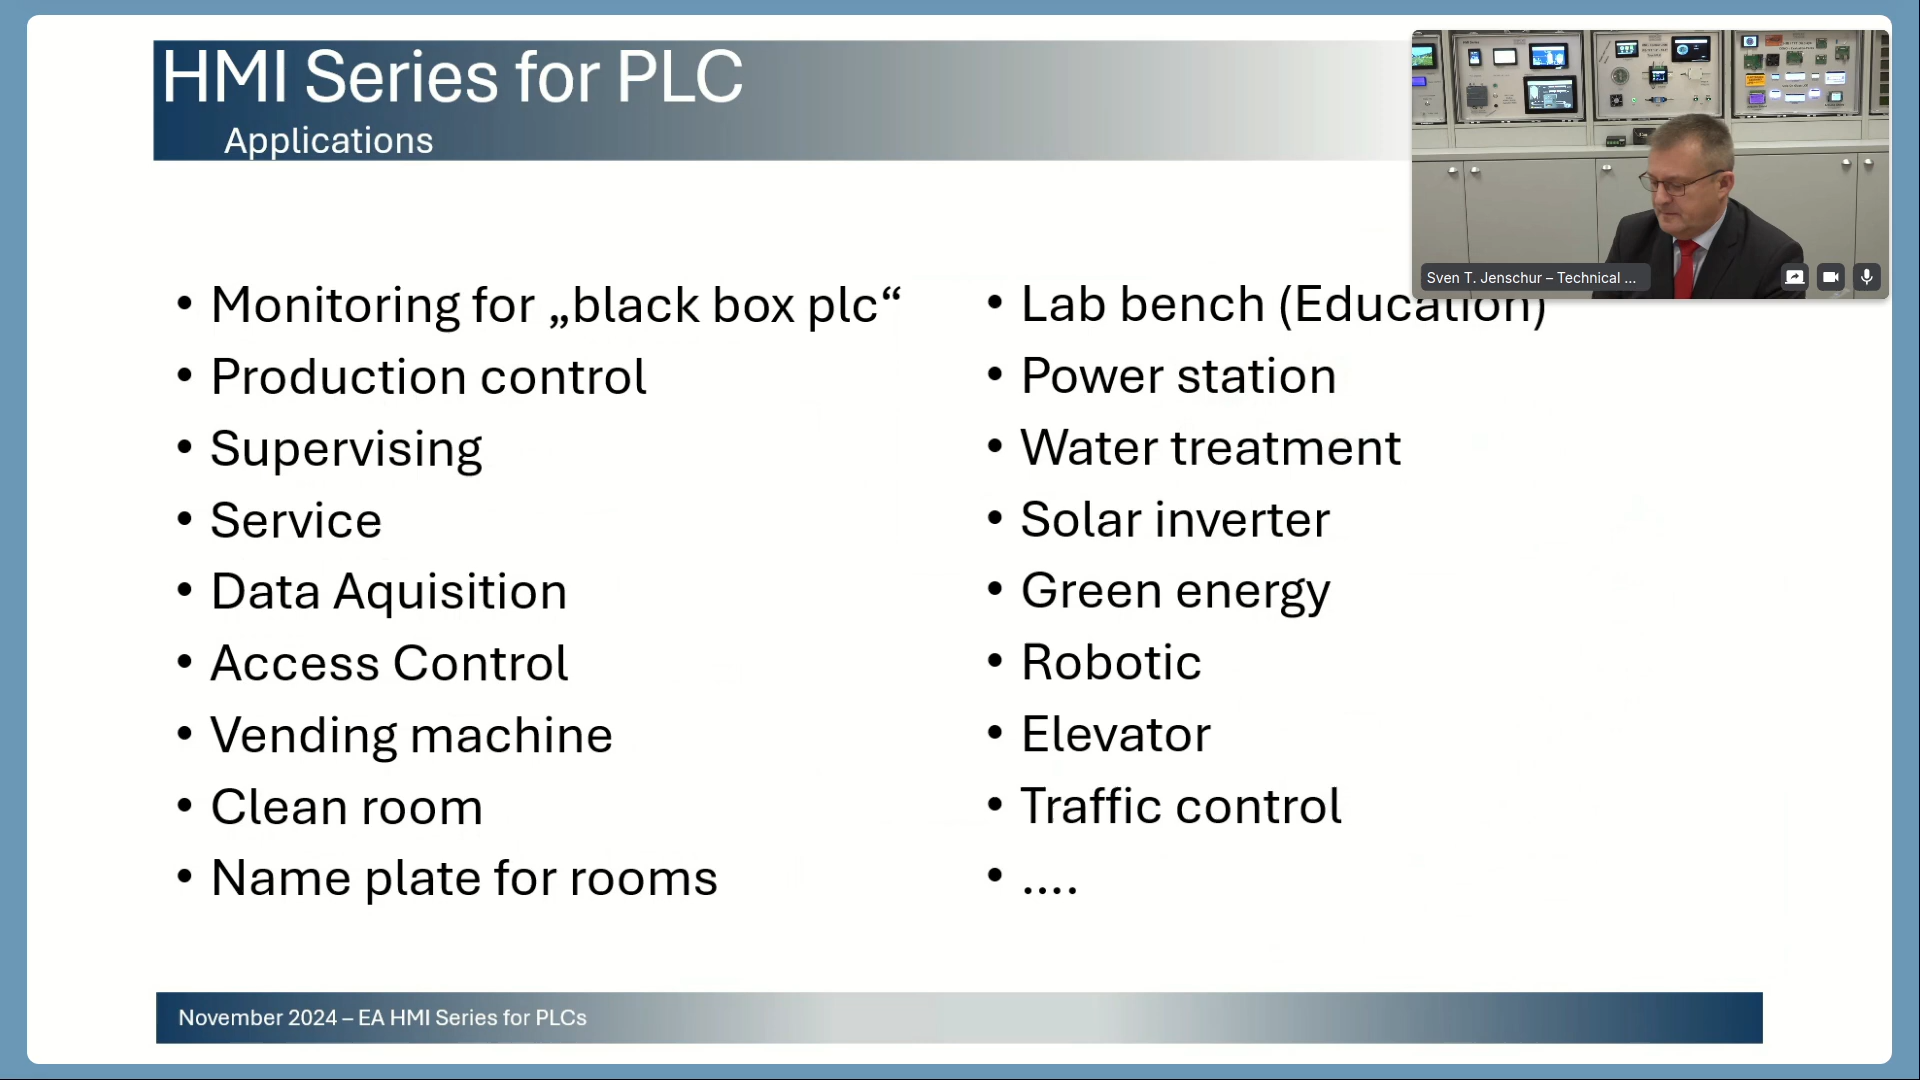 HMI Series for PLC
Applications
Sven T. Jenschur – Technical ...
• Monitoring for „black box plc“
• Production control
• Supervising
• Service
• Data Aquisition
• Access Control
• Vending machine
• Clean room
• Name plate for rooms
• Lab bench (Education)
• Power station
• Water treatment
• Solar inverter
• Green energy
• Robotic
• Elevator
• Traffic control
• ....
November 2024 – EA HMI Series for PLCs